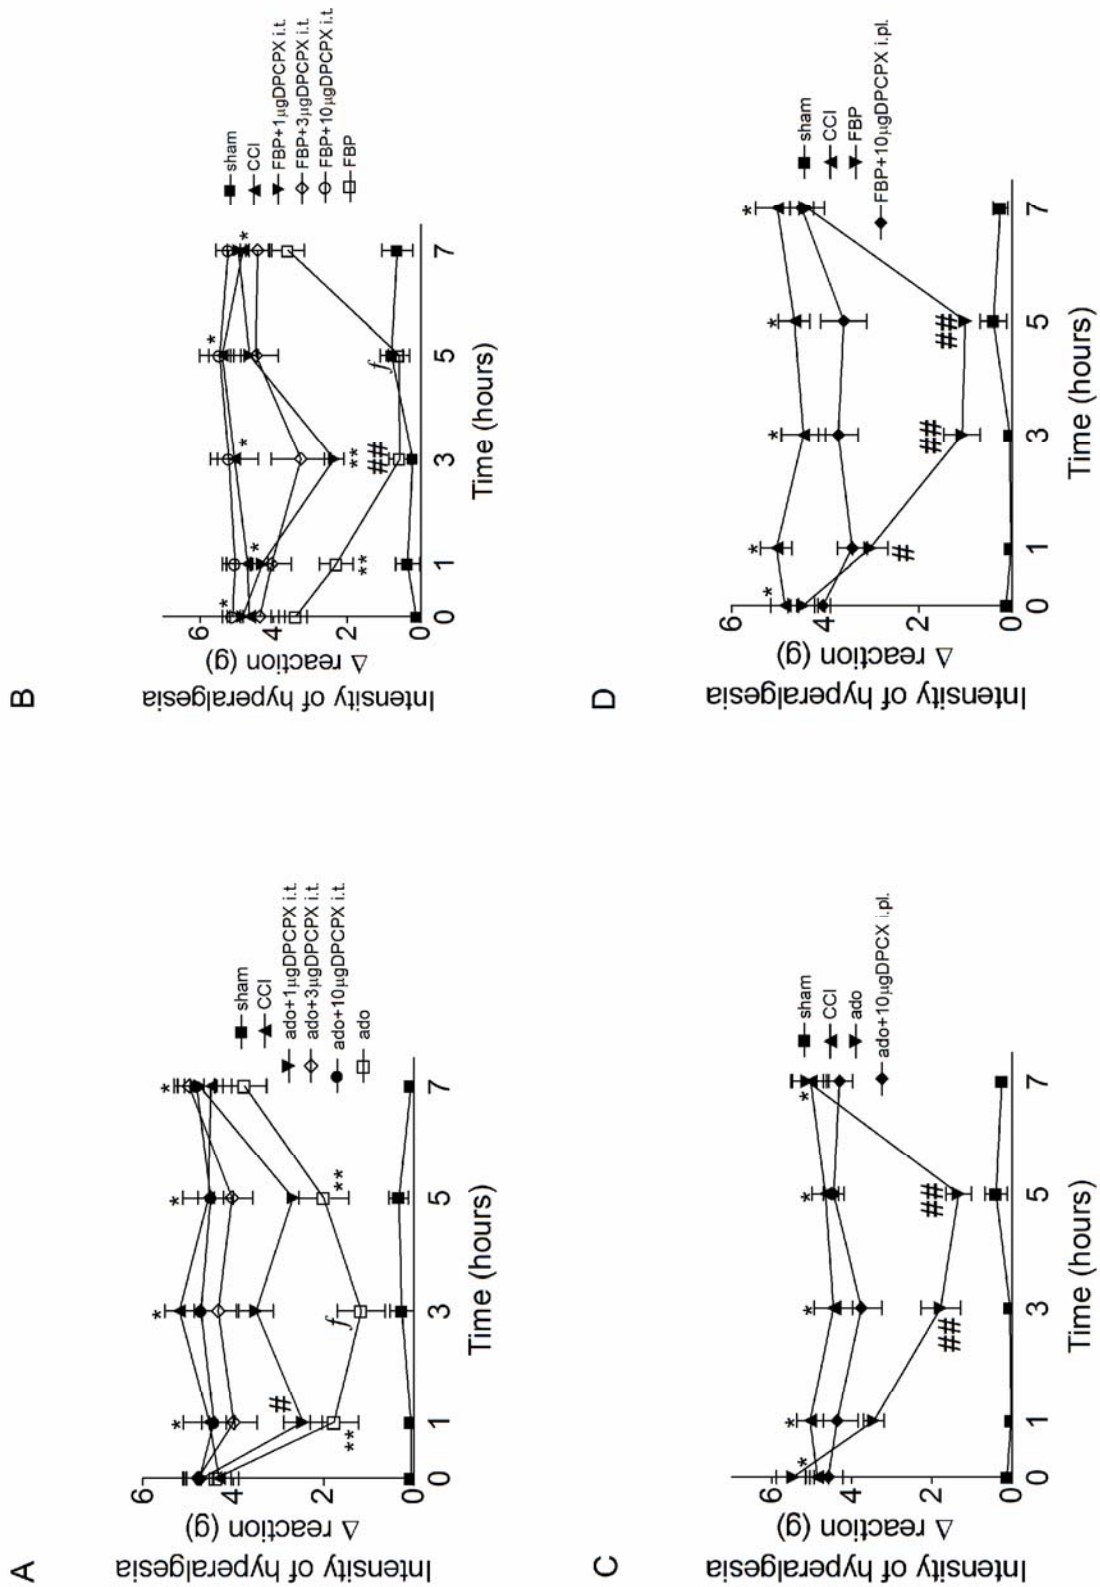 A
Intensity of hyperalgesia
Δ reaction (g)
6
4
2
0
0 1 3 5 7
Time (hours)
* * * *
#
**
f
**
sham
CCI
ado+1μgDPCPX i.t.
ado+3μgDPCPX i.t.
ado+10μgDPCPX i.t.
ado
B
Intensity of hyperalgesia
Δ reaction (g)
6
4
2
0
0 1 3 5 7
Time (hours)
* * * * *
**
**
##
f
sham
CCI
FBP+1μgDPCPX i.t.
FBP+3μgDPCPX i.t.
FBP+10μgDPCPX i.t.
FBP
C
Intensity of hyperalgesia
Δ reaction (g)
6
4
2
0
0 1 3 5 7
Time (hours)
* * * * *
##
##
sham
CCI
ado
ado+10μgDPCX i.pl.
D
Intensity of hyperalgesia
Δ reaction (g)
6
4
2
0
0 1 3 5 7
Time (hours)
* * * * *
#
##
##
sham
CCI
FBP
FBP+10μgDPCPX i.pl.